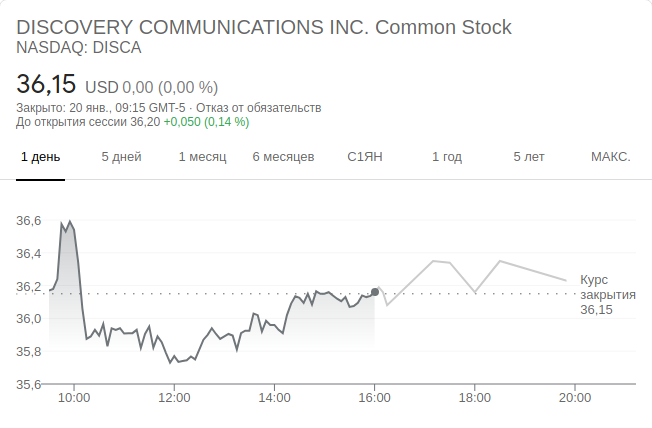 DISCOVERY COMMUNICATIONS INC. Common Stock
NASDAQ: DISCA
36,15 USD 0,00 (0,00 %)
Закрыто: 20 янв., 09:15 GMT-5 · Отказ от обязательств
До открытия сессии 36,20 +0,050 (0,14 %)
1 день 5 дней 1 месяц 6 месяцев С1ЯН 1 год 5 лет МАКС.
36,6
36,4
36,2
36,0
35,8
35,6
Курс
закрытия
36,15
10:00 12:00 14:00 16:00 18:00 20:00